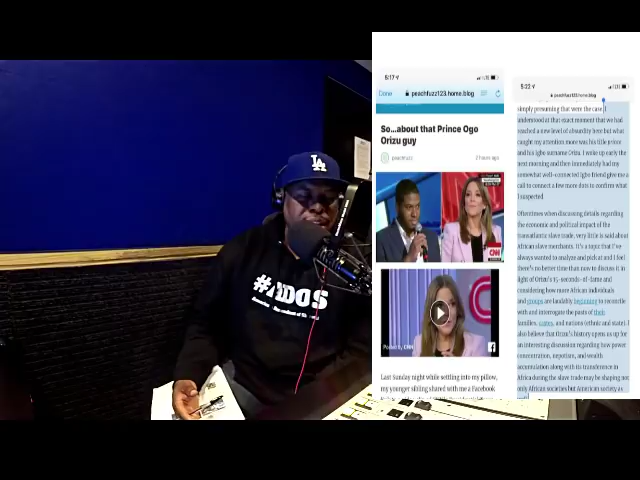 LA
#ADOS
5:17
Done
peachfuzz123.home.blog
So...about that Prince Ogo
Orizu guy
peachfuzz
2 hours ago
CNN
Posted by CNN
Last Sunday night while settling into my pillow,
my younger sibling shared with me a Facebook
5:22
peachfuzz123.home.blog
simply presuming that were the case. I
understood at that exact moment that we had
reached a new level of absurdity here but what
caught my attention more was his title prince
and his Igbo surname Orizu. I woke up early the
next morning and then immediately had my
somewhat well-connected Igbo friend give me a
call to connect a few more dots to confirm what
I suspected.
Oftentimes when discussing details regarding
the economic and political impact of the
transatlantic slave trade, very little is said about
African slave merchants. It's a topic that I've
always wanted to analyze and pick at and I feel
there's no better time than now to discuss it in
light of Orizu's 15-seconds-of-fame and
considering how more African individuals
and groups are laudably beginning to reconcile
with and interrogate the pasts of their
families, castes, and nations (ethnic and state). I
also believe that Orizu's history opens us up for
an interesting discussion regarding how power
concentration, nepotism, and wealth
accumulation along with its transference in
Africa during the slave trade may be shaping not
only African societies but American society as
well.